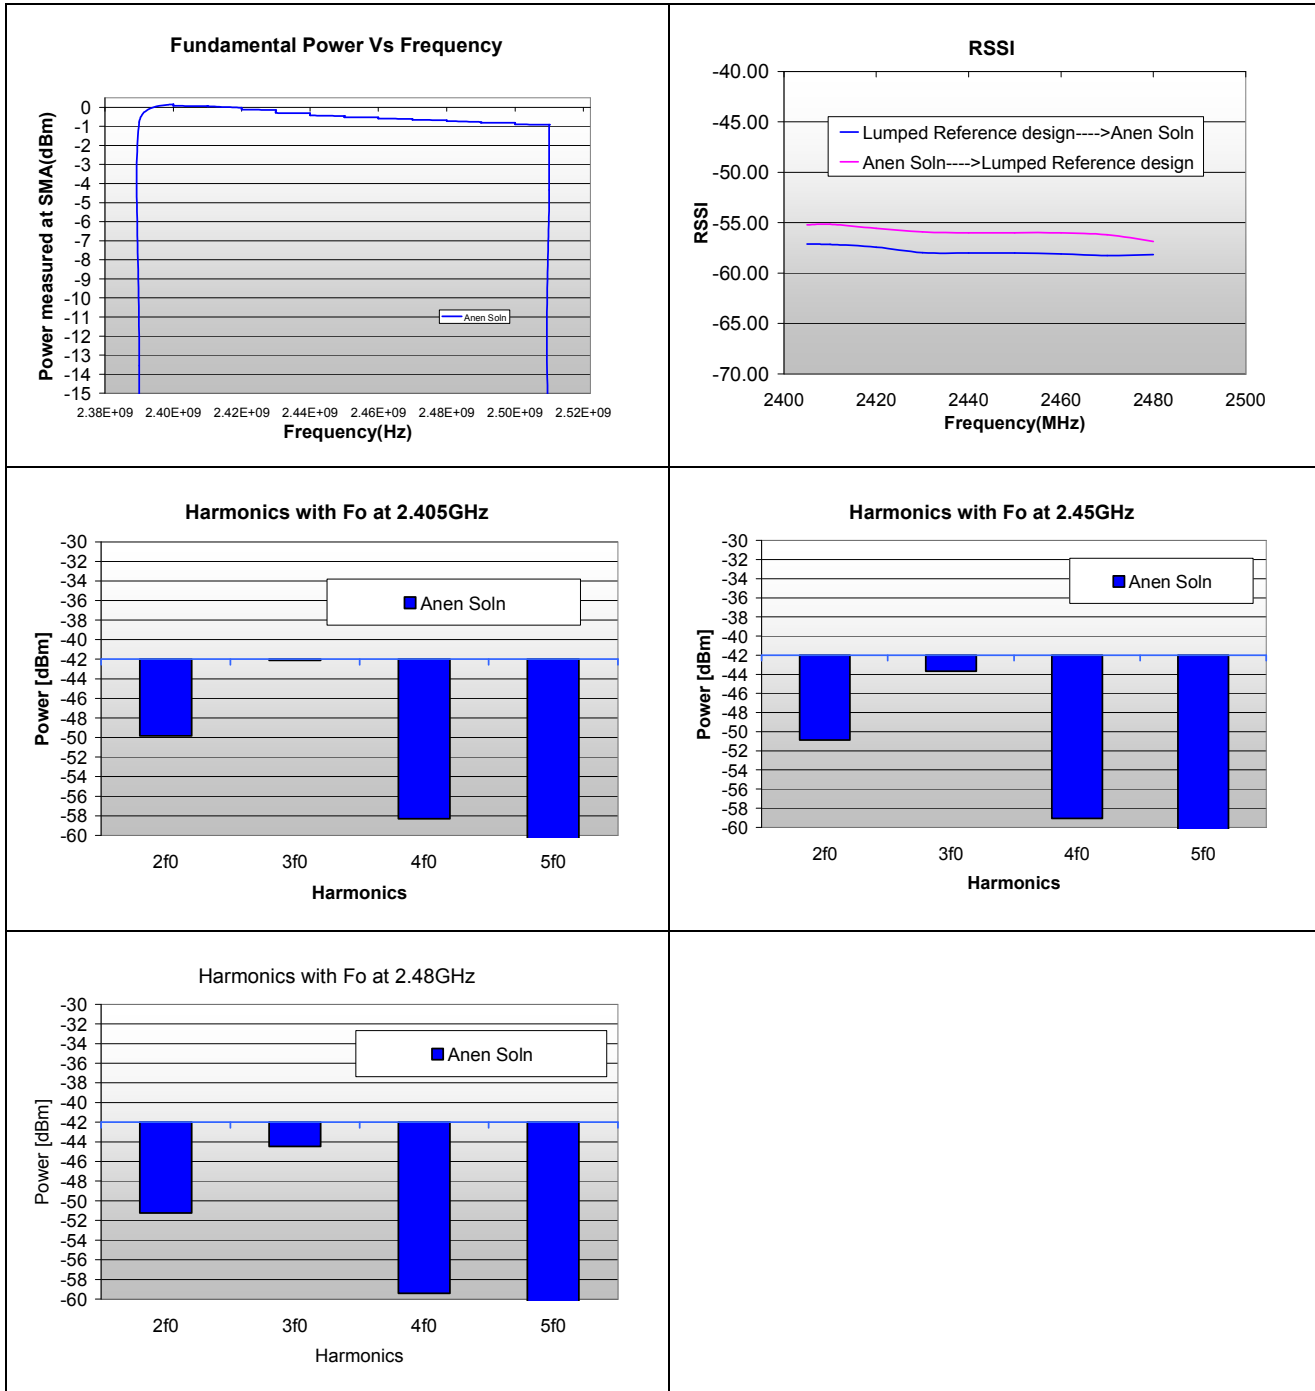 Fundamental Power Vs Frequency
Power measured at SMA(dBm)
0
-1
-2
-3
-4
-5
-6
-7
-8
-9
-10
-11
-12
-13
-14
-15
Anen Soln
2.38E+09 2.40E+09 2.42E+09 2.44E+09 2.46E+09 2.48E+09 2.50E+09 2.52E+09
Frequency(Hz)
RSSI
RSSI
-40.00
-45.00
-50.00
-55.00
-60.00
-65.00
-70.00
Lumped Reference design---->Anen Soln
Anen Soln---->Lumped Reference design
2400 2420 2440 2460 2480 2500
Frequency(MHz)
Harmonics with Fo at 2.405GHz
Power [dBm]
-30
-32
-34
-36
-38
-40
-42
-44
-46
-48
-50
-52
-54
-56
-58
-60
Anen Soln
2f0 3f0 4f0 5f0
Harmonics
Harmonics with Fo at 2.45GHz
Power [dBm]
-30
-32
-34
-36
-38
-40
-42
-44
-46
-48
-50
-52
-54
-56
-58
-60
Anen Soln
2f0 3f0 4f0 5f0
Harmonics
Harmonics with Fo at 2.48GHz
Power [dBm]
-30
-32
-34
-36
-38
-40
-42
-44
-46
-48
-50
-52
-54
-56
-58
-60
Anen Soln
2f0 3f0 4f0 5f0
Harmonics